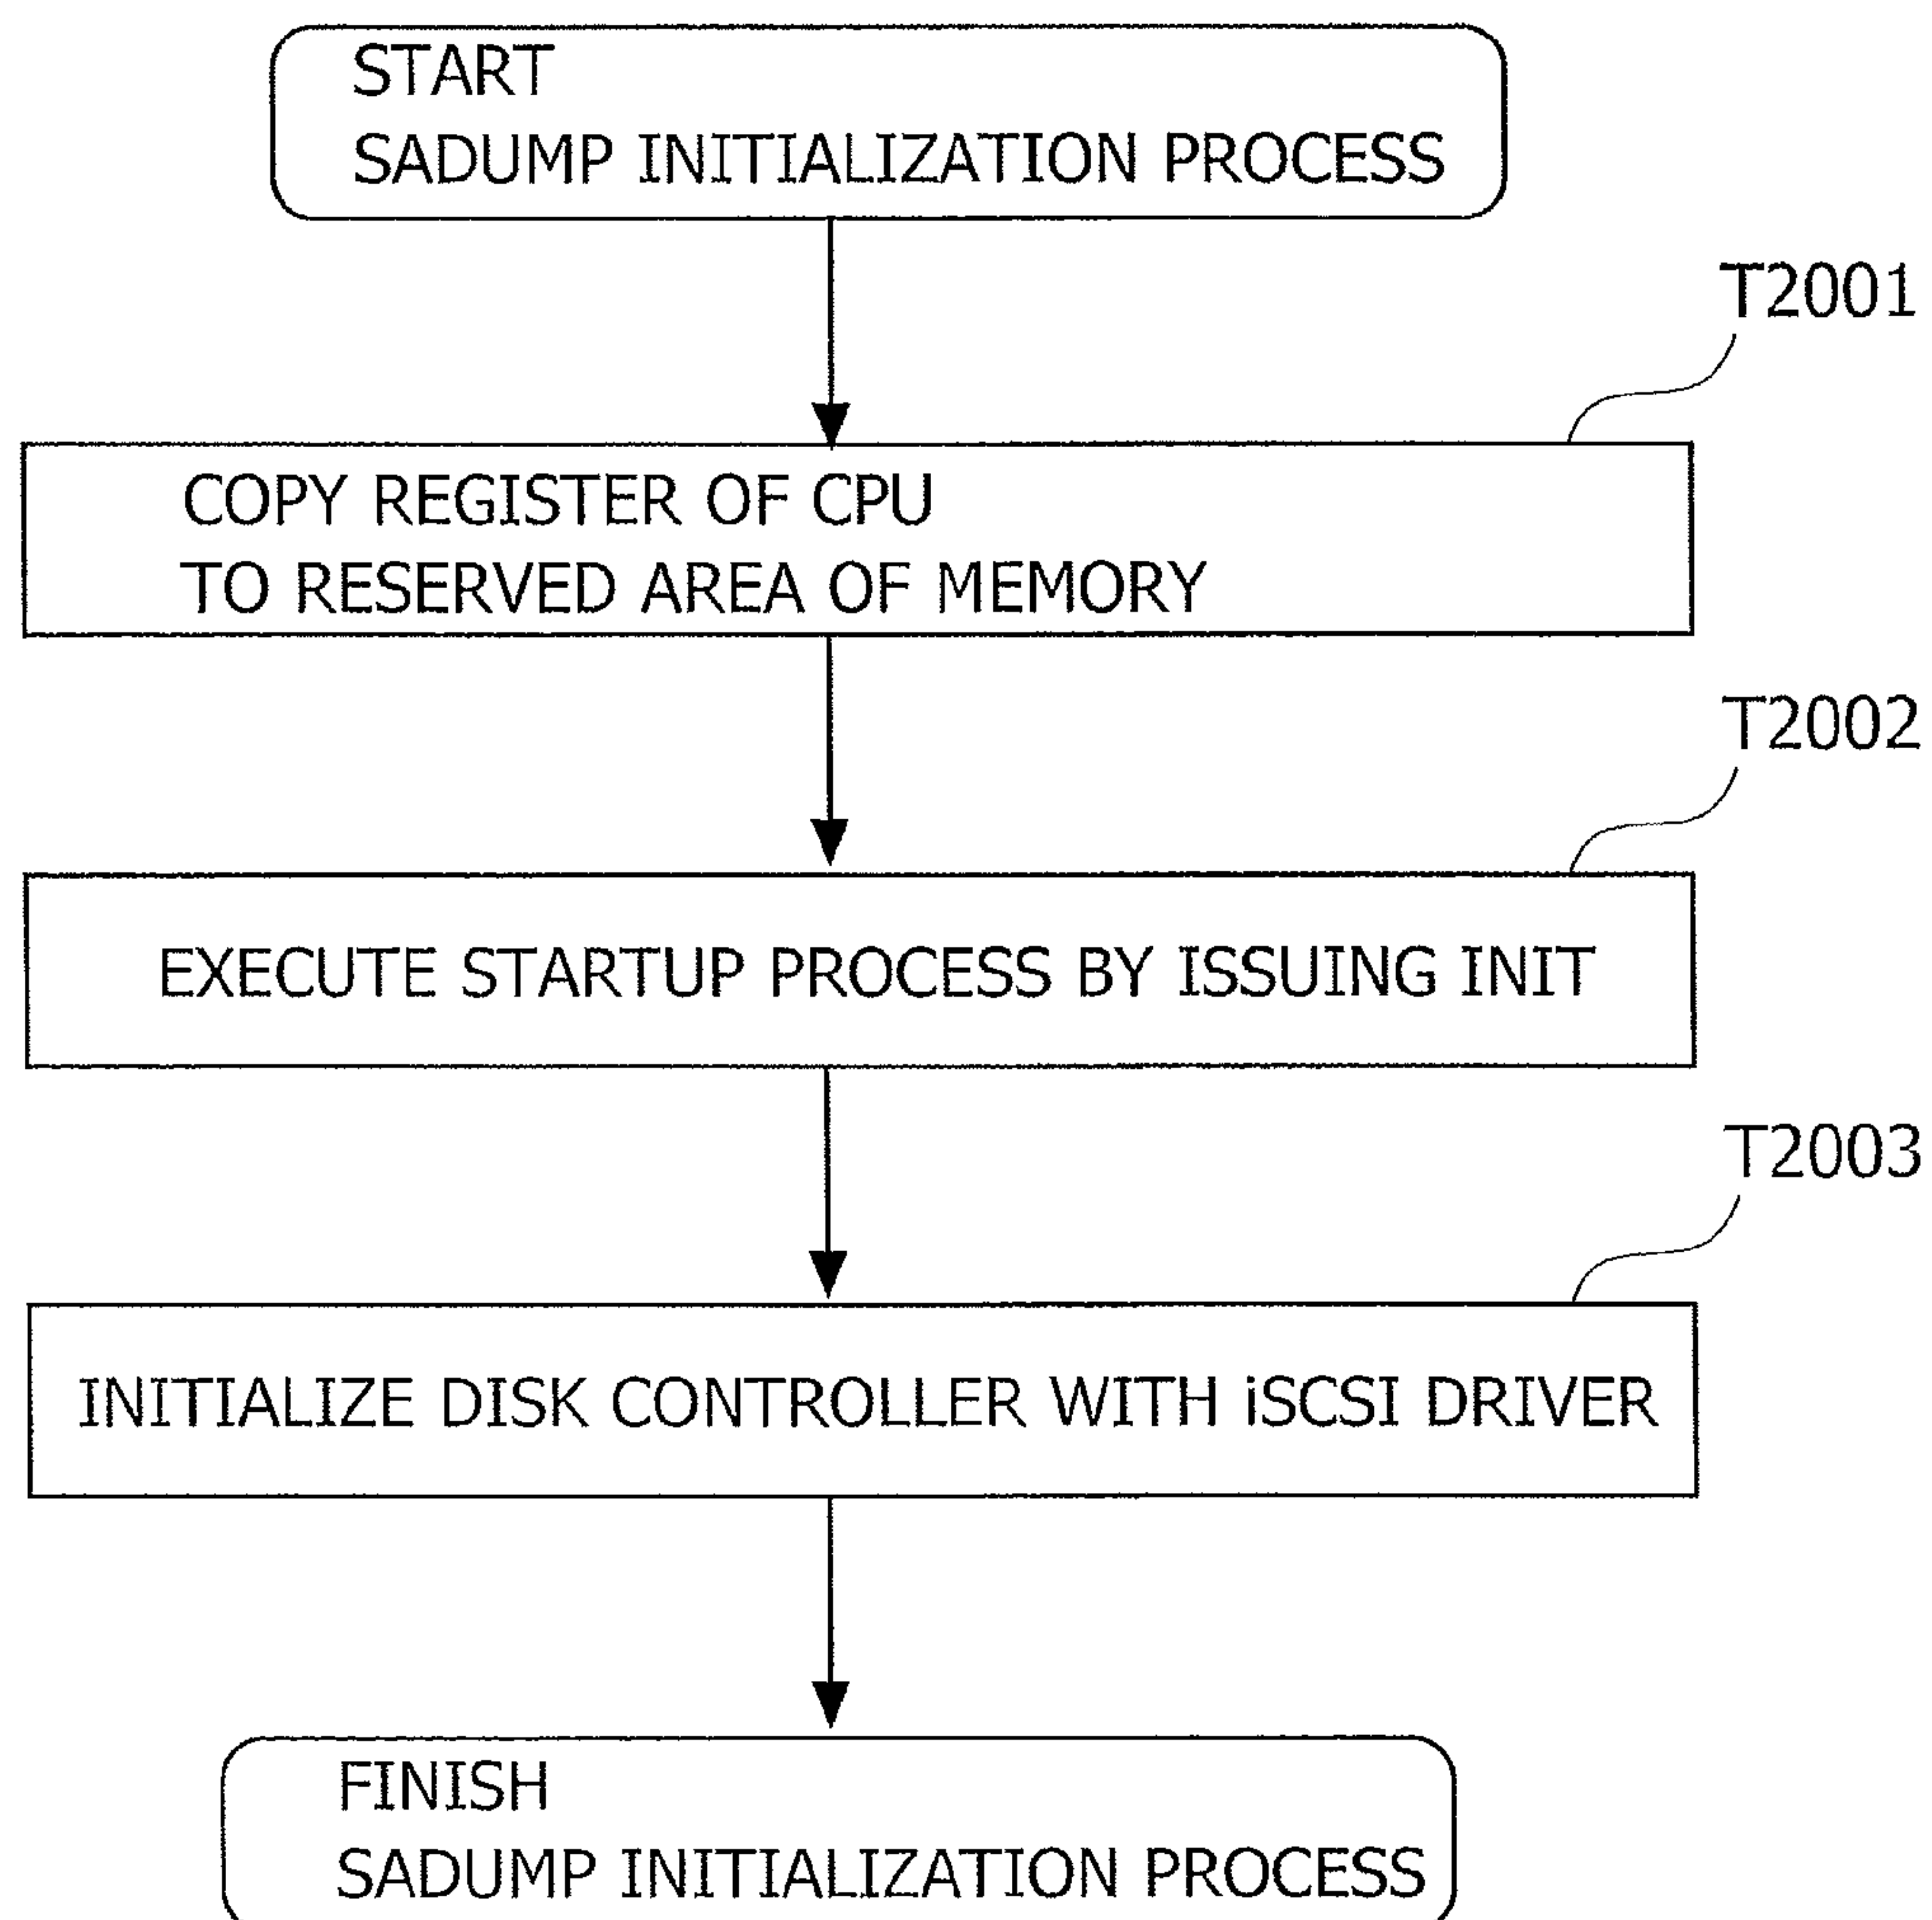 START
SADUMP INITIALIZATION PROCESS
T2001
COPY REGISTER OF CPU
TO RESERVED AREA OF MEMORY
T2002
EXECUTE STARTUP PROCESS BY ISSUING INIT
T2003
INITIALIZE DISK CONTROLLER WITH iSCSI DRIVER
FINISH
SADUMP INITIALIZATION PROCESS